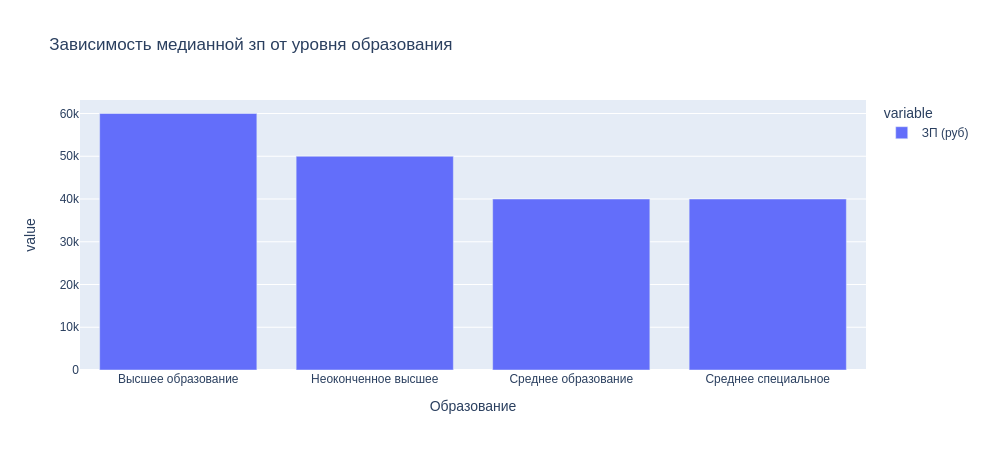 Зависимость медианной зп от уровня образования
variable
ЗП (руб)
60k
50k
40k
30k
20k
10k
0
value
Высшее образование
Неоконченное высшее
Среднее образование
Среднее специальное
Образование